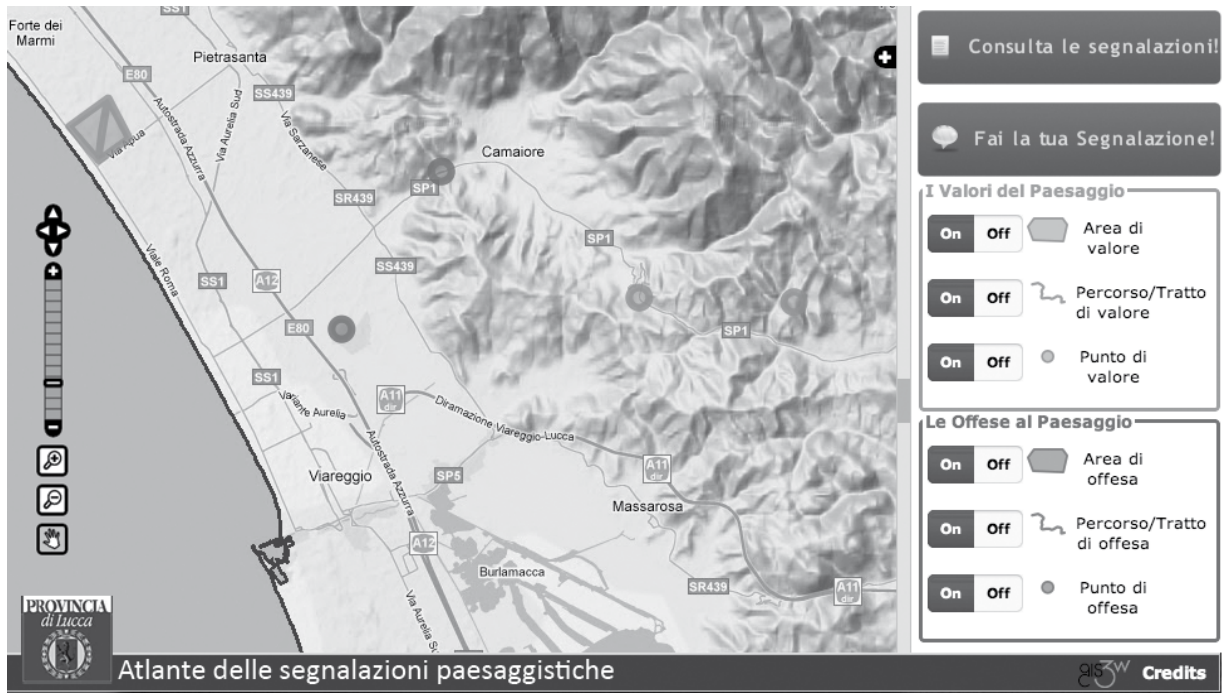 SS1
Forte dei
Marmi
Pietrasanta
E80
SS439
Autostrada Azzurra
Via Aurelia Sud
Via Sarzanese
Via Apua
Camaiore
SP1
SR439
SP1
Viale Roma
SS439
SS1
A12
E80
SP1
SS1
A11
dir
Variante Aurelia
Diramazione Viareggio-Lucca
Autostrada Azzurra
Viareggio
SP5
A11
dir
Massarosa
A12
Burlamacca
SR439
A11
dir
Via Aurelia
PROVINCIA
di Lucca
Atlante delle segnalazioni paesaggistiche
Consulta le segnalazioni!
Fai la tua Segnalazione!
I Valori del Paesaggio
On Off Area di
valore
On Off Percorso/Tratto
di valore
On Off Punto di
valore
Le Offese al Paesaggio
On Off Area di
offesa
On Off Percorso/Tratto
di offesa
On Off Punto di
offesa
gis3w Credits